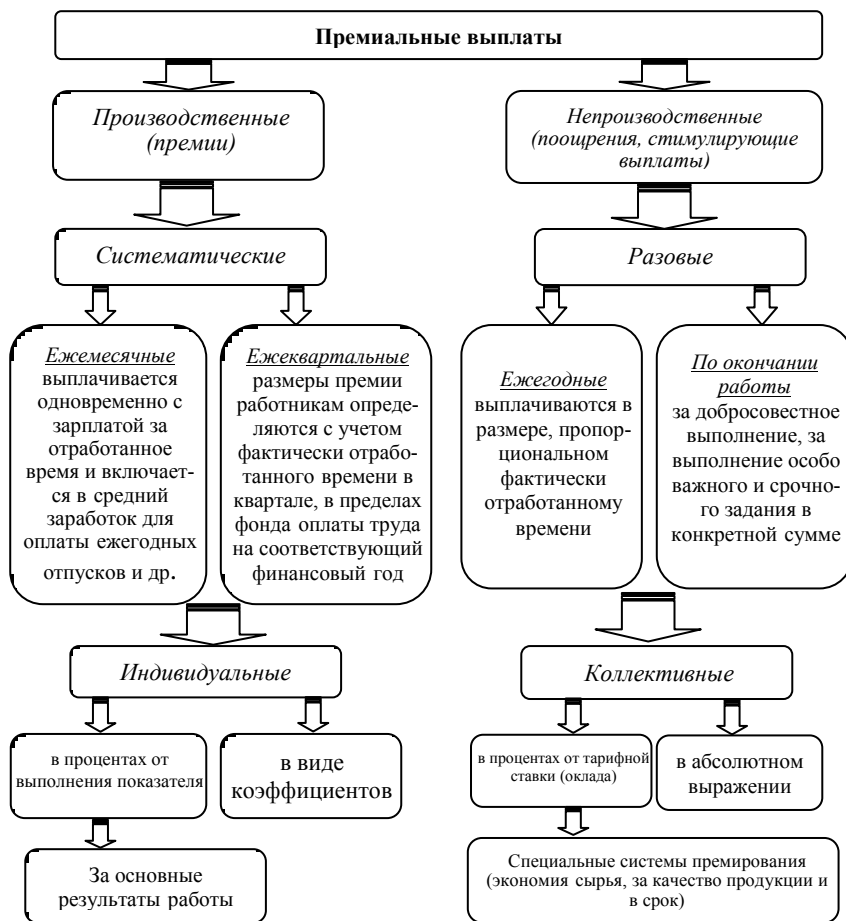 Премиальные выплаты
Производственные
(премии)
Непроизводственные
(поощрения, стимулирующие
выплаты)
Систематические
Разовые
Ежемесячные
выплачивается
одновременно с
зарплатой за
отработанное
время и включает-
ся в средний
заработок для
оплаты ежегодных
отпусков и др.
Ежеквартальные
размеры премии
работникам опреде-
ляются с учетом
фактически отрабо-
танного времени в
квартале, в пределах
фонда оплаты труда
на соответствующий
финансовый год
Ежегодные
выплачиваются в
размере, пропор-
циональном
фактически
отработанному
времени
По окончании
работы
за добросовестное
выполнение, за
выполнение особо
важного и срочно-
го задания в
конкретной сумме
Индивидуальные
Коллективные
в процентах от
выполнения показателя
в виде
коэффициентов
в процентах от тарифной
ставки (оклада)
в абсолютном
выражении
За основные
результаты работы
Специальные системы премирования
(экономия сырья, за качество продукции и
в срок)